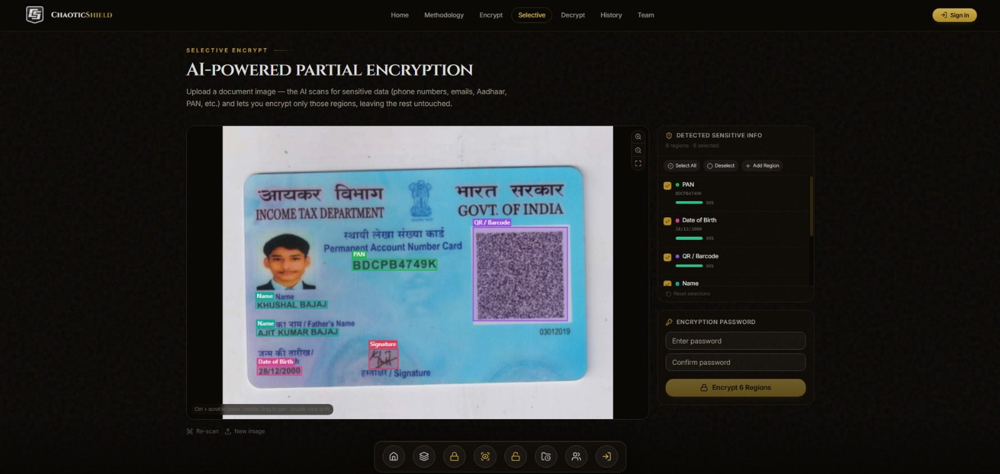 CHAOTICSHIELD
Home Methodology Encrypt Selective Decrypt History Team
Sign in
SELECTIVE ENCRYPT
AI-POWERED PARTIAL ENCRYPTION
Upload a document image — the AI scans for sensitive data (phone numbers, emails, Aadhaar,
PAN, etc.) and lets you encrypt only those regions, leaving the rest untouched.
आयकर विभाग
INCOME TAX DEPARTMENT
भारत सरकार
GOVT. OF INDIA
QR / Barcode
स्थायी लेखा संख्या कार्ड
Permanent Account Number Card
PAN
BDCPB4749K
Name Name
KHUSHAL BAJAJ
Name का नाम / Father's Name
AJIT KUMAR BAJAJ
03012019
जन्म की तारीख /
Date of Birth h
28/12/2000
Signature
हस्ताक्षर / Signature
Ctrl + scroll to zoom · middle-drag to pan · double-click to fit
Re-scan New image
DETECTED SENSITIVE INFO
6 regions · 6 selected
Select All Deselect Add Region
PAN
BDCPB4749K
99%
Date of Birth
28/12/2000
99%
QR / Barcode
99%
Name
Reset selections
ENCRYPTION PASSWORD
Enter password
Confirm password
Encrypt 6 Regions